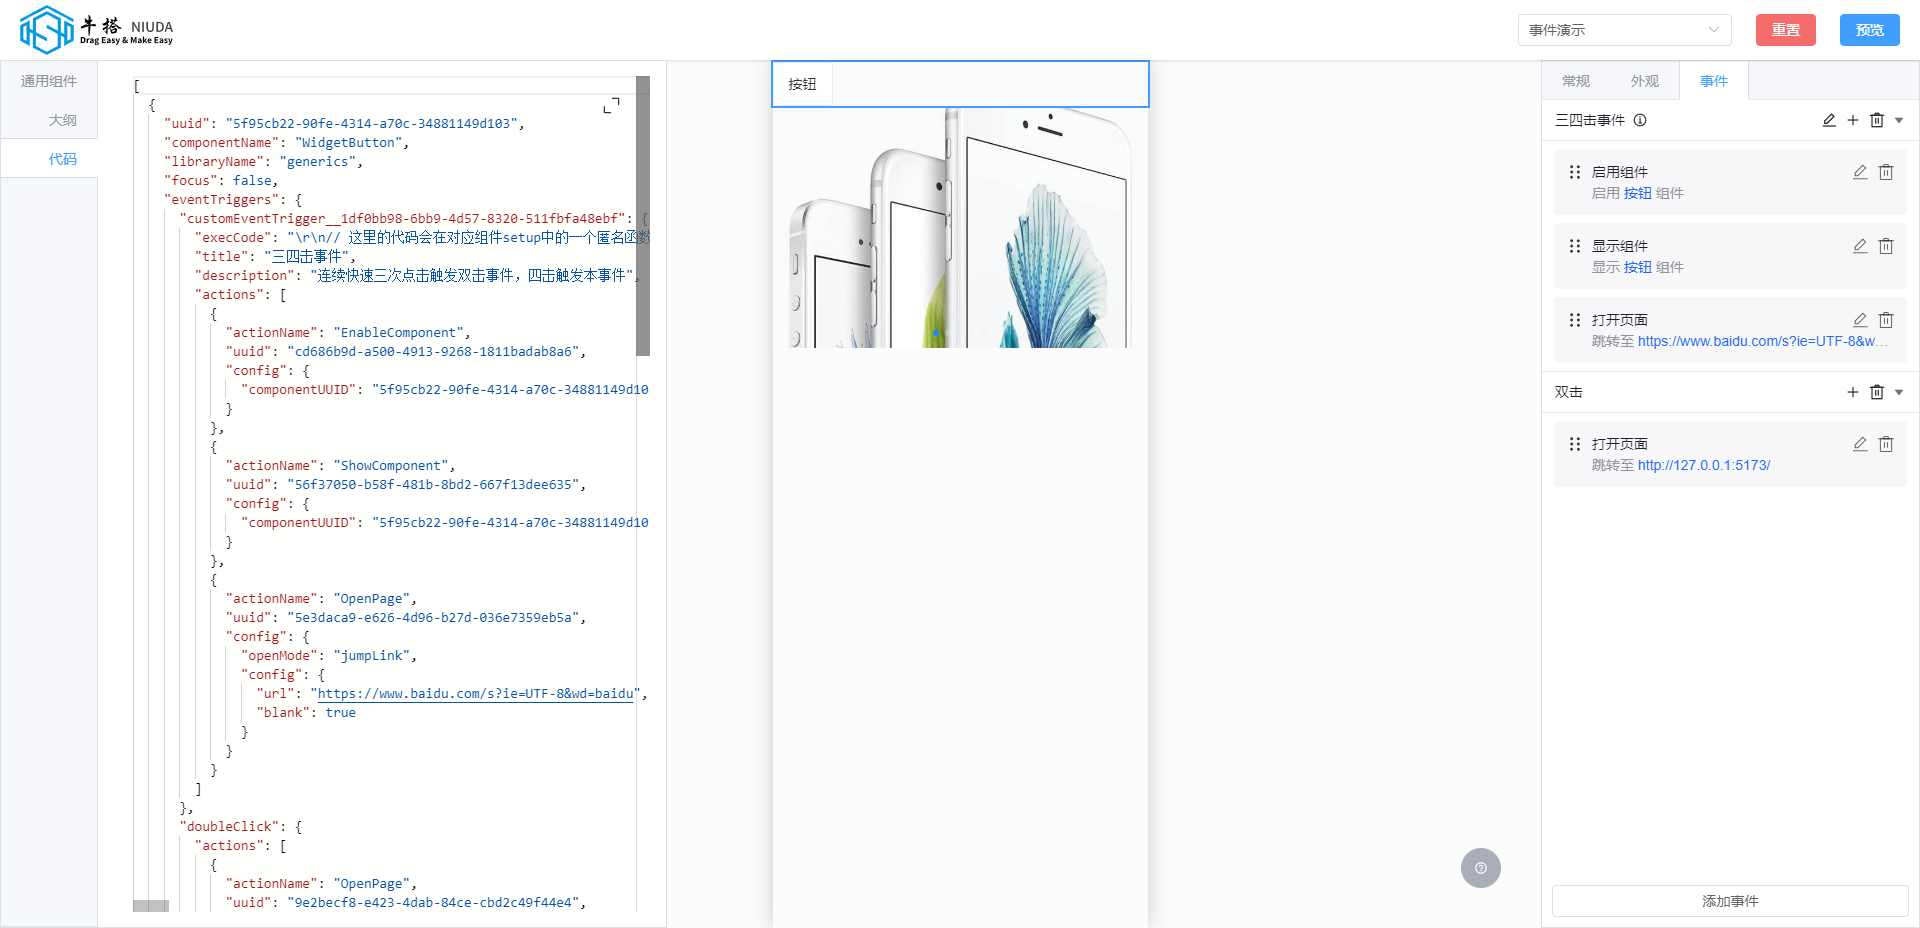 牛搭 NIUDA
Drag Easy & Make Easy
事件演示
重置
预览
通用组件
大纲
代码
[
{
"uuid": "5f95cb22-90fe-4314-a70c-34881149d103",
"componentName": "WidgetButton",
"libraryName": "generics",
"focus": false,
"eventTriggers": {
"customEventTrigger__1df0bb98-6bb9-4d57-8320-511fbfa48ebf": {
"execCode": "\r\n// 这里的代码会在对应组件setup中的一个匿名函数
"title": "三四击事件",
"description": "连续快速三次点击触发双击事件，四击触发本事件",
"actions": [
{
"actionName": "EnableComponent",
"uuid": "cd686b9d-a500-4913-9268-1811badab8a6",
"config": {
"componentUUID": "5f95cb22-90fe-4314-a70c-34881149d10
}
},
{
"actionName": "ShowComponent",
"uuid": "56f37050-b58f-481b-8bd2-667f13dee635",
"config": {
"componentUUID": "5f95cb22-90fe-4314-a70c-34881149d10
}
},
{
"actionName": "OpenPage",
"uuid": "5e3daca9-e626-4d96-b27d-036e7359eb5a",
"config": {
"openMode": "jumpLink",
"config": {
"url": "https://www.baidu.com/s?ie=UTF-8&wd=baidu",
"blank": true
}
}
}
]
},
"doubleClick": {
"actions": [
{
"actionName": "OpenPage",
"uuid": "9e2becf8-e423-4dab-84ce-cbd2c49f44e4",
按钮
常规
外观
事件
三四击事件
启用组件
启用 按钮 组件
显示组件
显示 按钮 组件
打开页面
跳转至 https://www.baidu.com/s?ie=UTF-8&w...
双击
打开页面
跳转至 http://127.0.0.1:5173/
添加事件